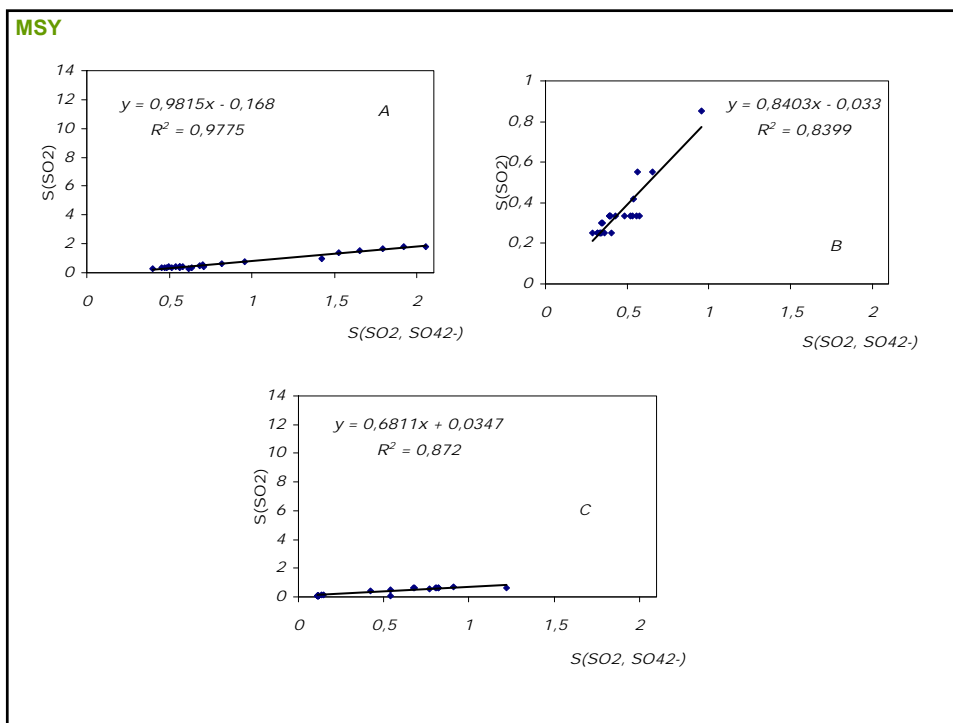 MSY
14
12
10
8
6
4
2
0
S(SO2)
y = 0,9815x - 0,168
R2 = 0,9775
A
0 0,5 1 1,5 2
S(SO2, SO42-)
1
0,8
0,6
0,4
0,2
0
S(SO2)
y = 0,8403x - 0,033
R2 = 0,8399
B
0 0,5 1 1,5 2
S(SO2, SO42-)
14
12
10
8
6
4
2
0
S(SO2)
y = 0,6811x + 0,0347
R2 = 0,872
C
0 0,5 1 1,5 2
S(SO2, SO42-)